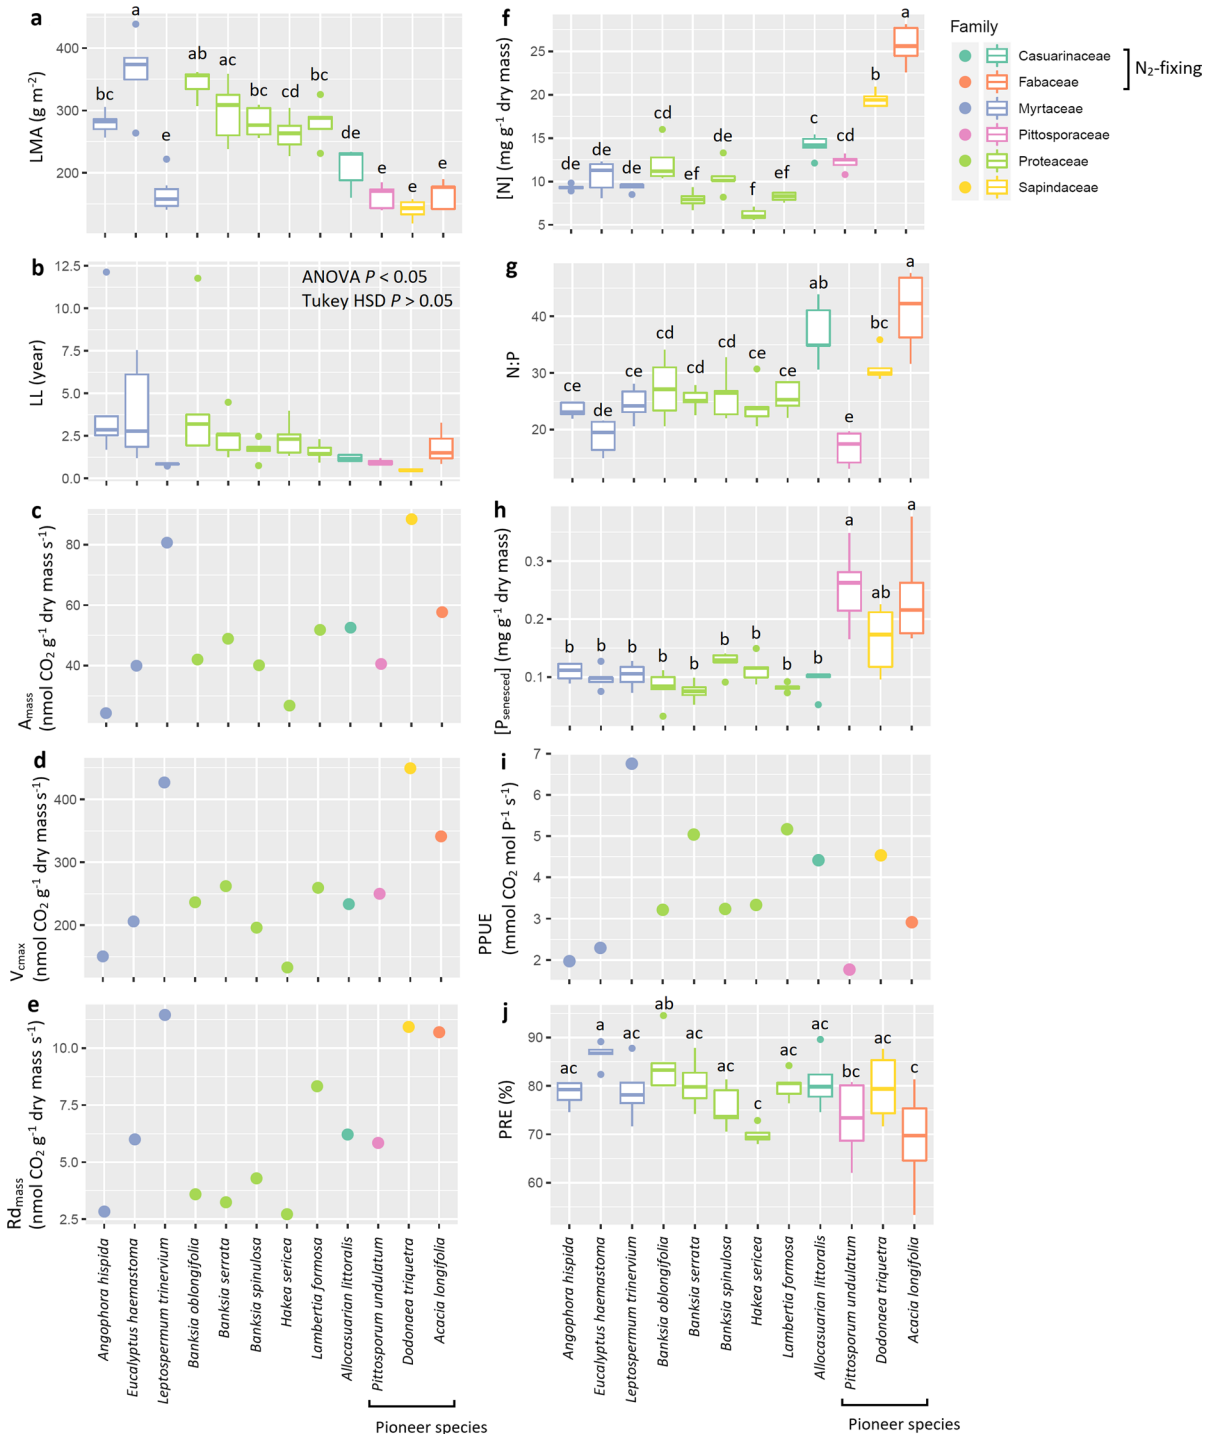 a
LMA (g m-2)
400
300
200
bc
a
e
ab
ac
bc
cd
bc
de
e
e
e
b
LL (year)
12.5
10.0
7.5
5.0
2.5
0.0
ANOVA P < 0.05
Tukey HSD P > 0.05
c
Amass
(nmol CO2 g-1 dry mass s-1)
80
60
40
d
Vcmax
(nmol CO2 g-1 dry mass s-1)
400
300
200
e
Rdmass
(nmol CO2 g-1 dry mass s-1)
10.0
7.5
5.0
2.5
Angophora hispida
Eucalyptus haemastoma
Leptospermum trinervium
Banksia oblongifolia
Banksia serrata
Banksia spinulosa
Hakea sericea
Lambertia formosa
Allocasuarian littoralis
Pittosporum undulatum
Dodonaea triquetra
Acacia longifolia
Pioneer species
f
[N] (mg g-1 dry mass)
25
20
15
10
5
de
de
de
cd
ef
de
f
ef
c
cd
b
a
g
N:P
40
30
20
ce
de
ce
cd
cd
cd
ce
ce
ab
e
bc
a
h
[Psenesced] (mg g-1 dry mass)
0.3
0.2
0.1
b
b
b
b
b
b
b
b
b
a
ab
a
i
PPUE
(mmol CO2 mol P-1 s-1)
7
6
5
4
3
2
j
PRE (%)
90
80
70
60
ac
a
ac
ab
ac
ac
c
ac
ac
bc
ac
c
Angophora hispida
Eucalyptus haemastoma
Leptospermum trinervium
Banksia oblongifolia
Banksia serrata
Banksia spinulosa
Hakea sericea
Lambertia formosa
Allocasuarian littoralis
Pittosporum undulatum
Dodonaea triquetra
Acacia longifolia
Pioneer species
Family
Casuarinaceae
Fabaceae
Myrtaceae
Pittosporaceae
Proteaceae
Sapindaceae
N2-fixing